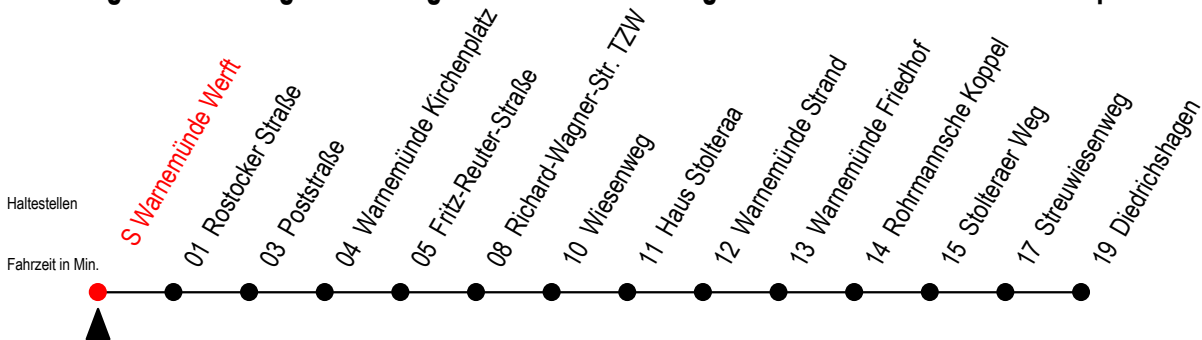 S Warnemünde Werft
01 Rostocker Straße
03 Poststraße
04 Warnemünde Kirchenplatz
05 Fritz-Reuter-Straße
08 Richard-Wagner-Str. TZW
10 Wiesenweg
11 Haus Stolteraa
12 Warnemünde Strand
13 Warnemünde Friedhof
14 Rohrmannsche Koppel
15 Stolteraer Weg
17 Streuwiesenweg
19 Diedrichshagen
Haltestellen
Fahrzeit in Min.